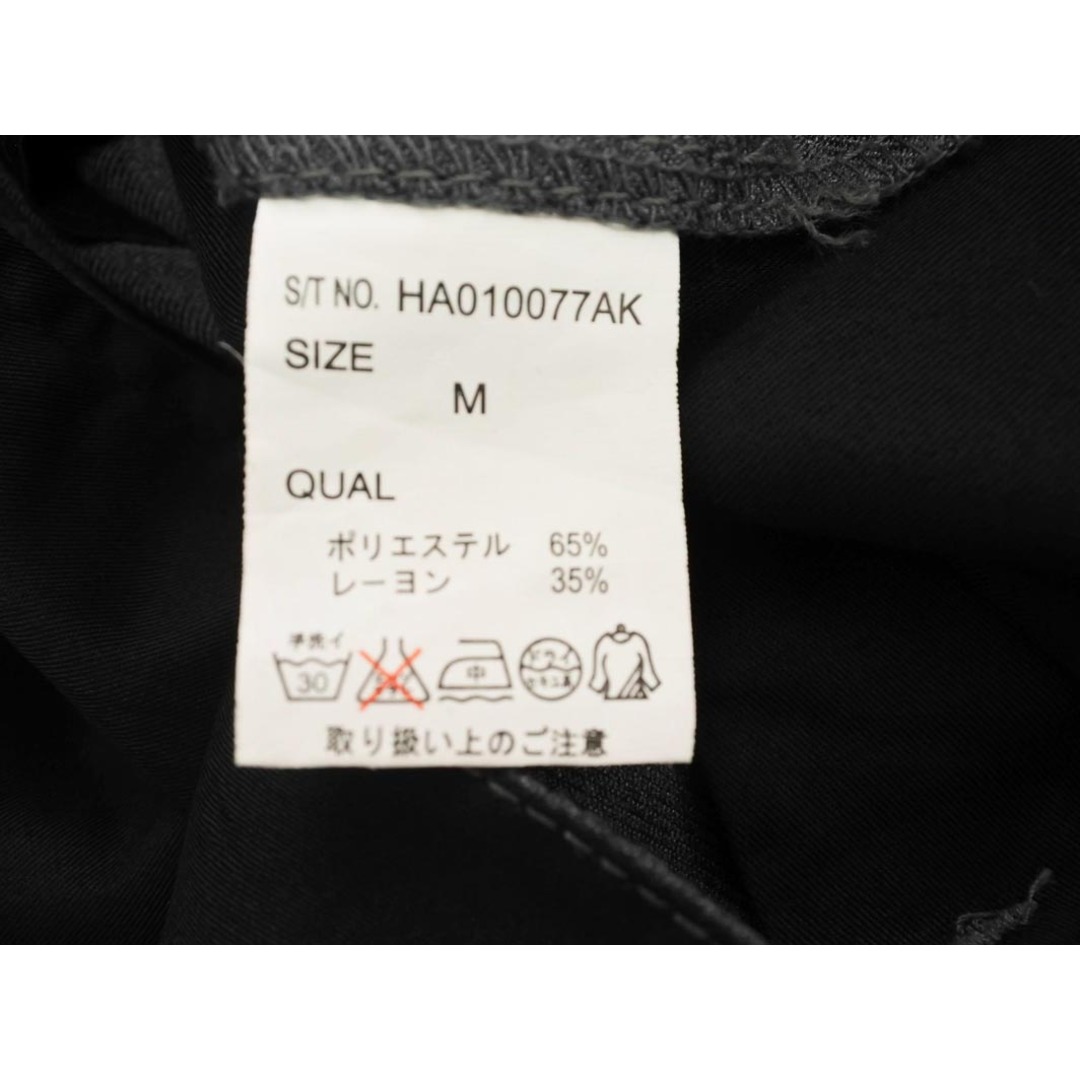 S/T NO. HA010077AK
SIZE
M
QUAL
ポリエステル 65%
レーヨン 35%
手洗イ
30
中
ドライ
セキユ系
取り扱い上のご注意